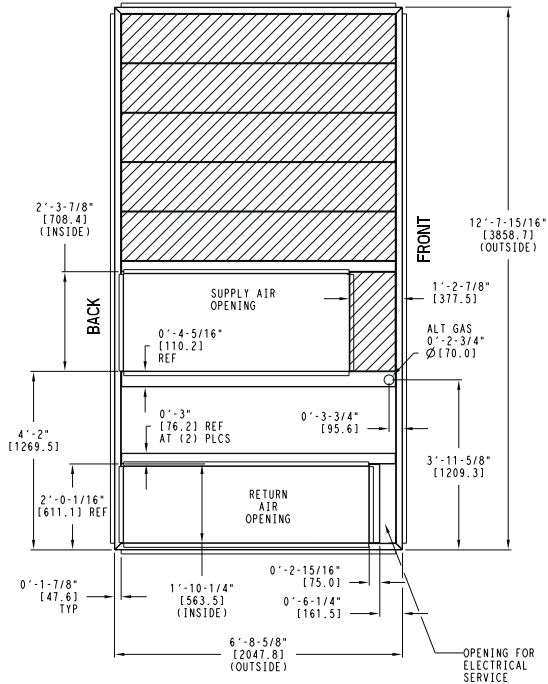 2´-3-7/8"
[708.4]
(INSIDE)
12´-7-15/16"
[3858.7]
(OUTSIDE)
FRONT
BACK
SUPPLY AIR
OPENING
1´-2-7/8"
[377.5]
0´-4-5/16"
[110.2]
REF
ALT GAS
0´-2-3/4"
Ø[70.0]
0´-3"
[76.2] REF
AT (2) PLCS
0´-3-3/4"
[95.6]
4´-2"
[1269.5]
3´-11-5/8"
[1209.3]
2´-0-1/16"
[611.1] REF
RETURN
AIR
OPENING
0´-1-7/8"
[47.6]
TYP
1´-10-1/4"
[563.5]
(INSIDE)
0´-2-15/16"
[75.0]
0´-6-1/4"
[161.5]
6´-8-5/8"
[2047.8]
(OUTSIDE)
OPENING FOR
ELECTRICAL
SERVICE